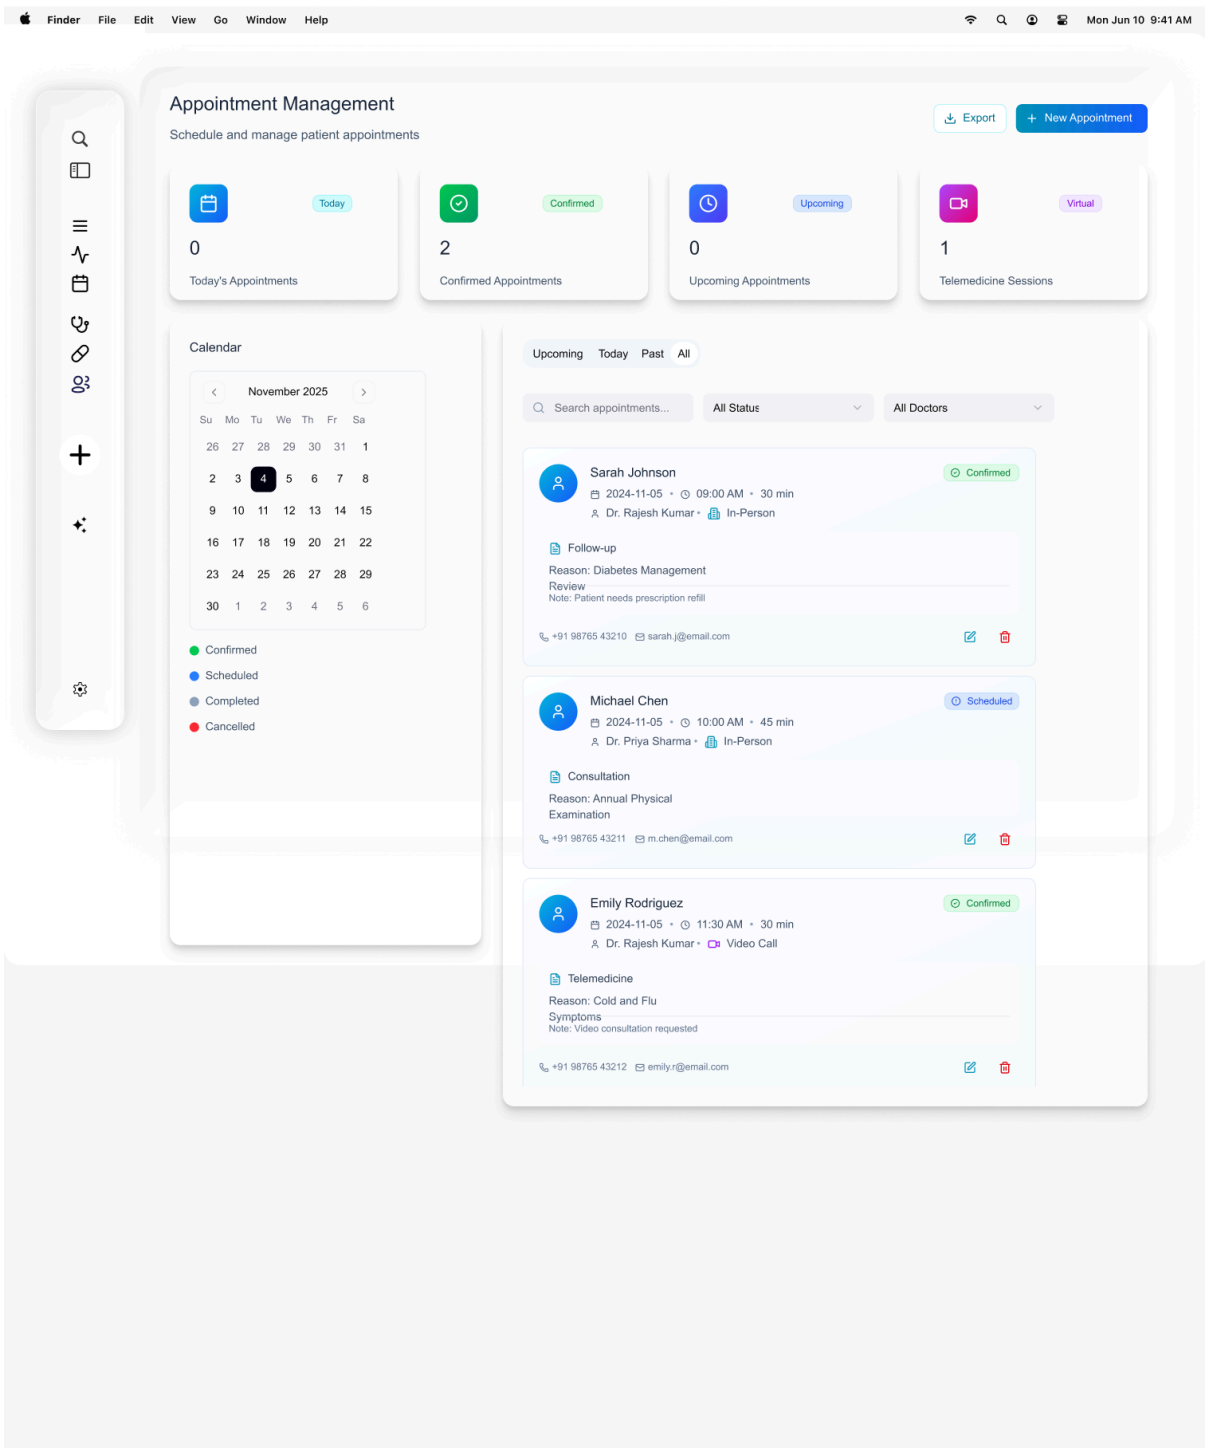 Finder File Edit View Go Window Help Mon Jun 10 9:41 AM
Appointment Management
Schedule and manage patient appointments
Export
New Appointment
Today
0
Today's Appointments
Confirmed
2
Confirmed Appointments
Upcoming
0
Upcoming Appointments
Virtual
1
Telemedicine Sessions
Calendar
November 2025
Su Mo Tu We Th Fr Sa
26 27 28 29 30 31 1
2 3 4 5 6 7 8
9 10 11 12 13 14 15
16 17 18 19 20 21 22
23 24 25 26 27 28 29
30 1 2 3 4 5 6
Confirmed
Scheduled
Completed
Cancelled
Upcoming Today Past All
Search appointments... All Status All Doctors
Sarah Johnson
Confirmed
2024-11-05 • 09:00 AM • 30 min
Dr. Rajesh Kumar • In-Person
Follow-up
Reason: Diabetes Management
Review
Note: Patient needs prescription refill
+91 98765 43210 sarah.j@email.com
Michael Chen
Scheduled
2024-11-05 • 10:00 AM • 45 min
Dr. Priya Sharma • In-Person
Consultation
Reason: Annual Physical
Examination
+91 98765 43211 m.chen@email.com
Emily Rodriguez
Confirmed
2024-11-05 • 11:30 AM • 30 min
Dr. Rajesh Kumar • Video Call
Telemedicine
Reason: Cold and Flu
Symptoms
Note: Video consultation requested
+91 98765 43212 emily.r@email.com